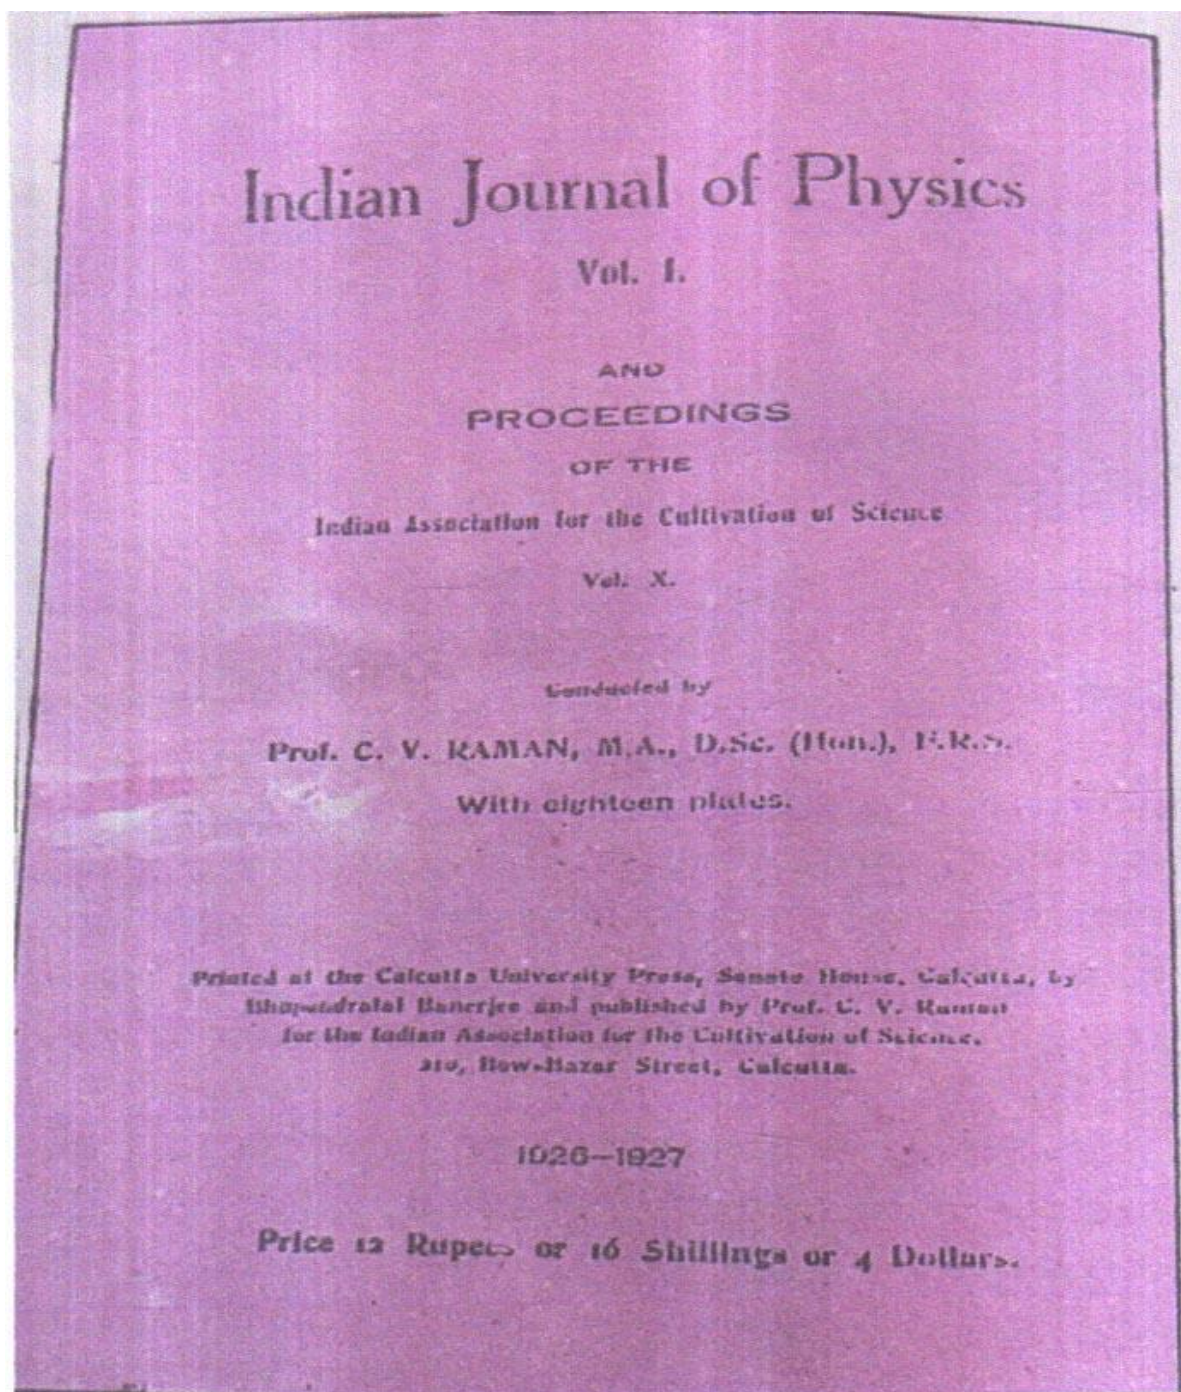 Indian Journal of Physics
Vol. I.
AND
PROCEEDINGS
OF THE
Indian Association for the Cultivation of Science
Vol. X.
Conducted by
Prof. C. V. RAMAN, M.A., D.Sc. (Hon.), F.R.S.
With eighteen plates.
Printed at the Calcutta University Press, Senate House, Calcutta, by
Bhupendralal Banerjee and published by Prof. C. V. Raman
for the Indian Association for the Cultivation of Science,
210, Bow-Bazar Street, Calcutta.
1926–1927
Price 12 Rupees or 16 Shillings or 4 Dollars.